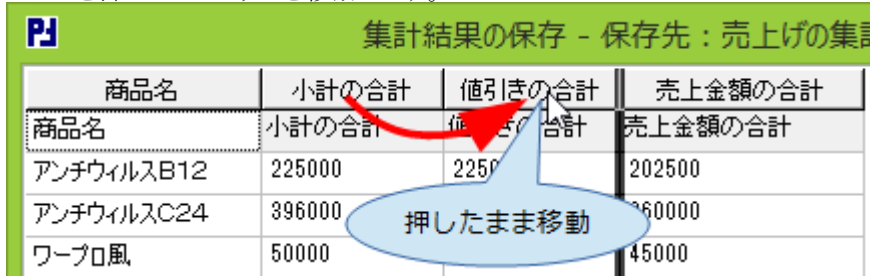 集計結果の保存 - 保存先：売上げの集
商品名 小計の合計 値引きの合計 売上金額の合計
商品名 小計の合計 売上金額の合計
アンチウィルスB12 225000 202500
アンチウィルスC24 396000
ワープロ風 50000 45000
押したまま移動